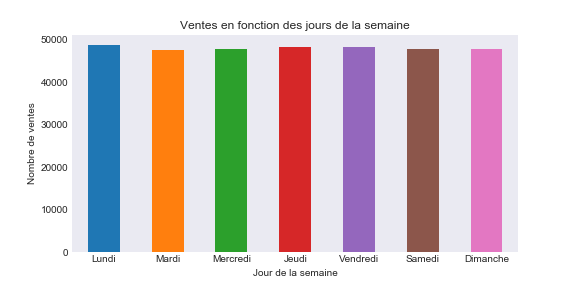 Ventes en fonction des jours de la semaine
50000
40000
30000
20000
10000
0
Nombre de ventes
Lundi Mardi Mercredi Jeudi Vendredi Samedi Dimanche
Jour de la semaine